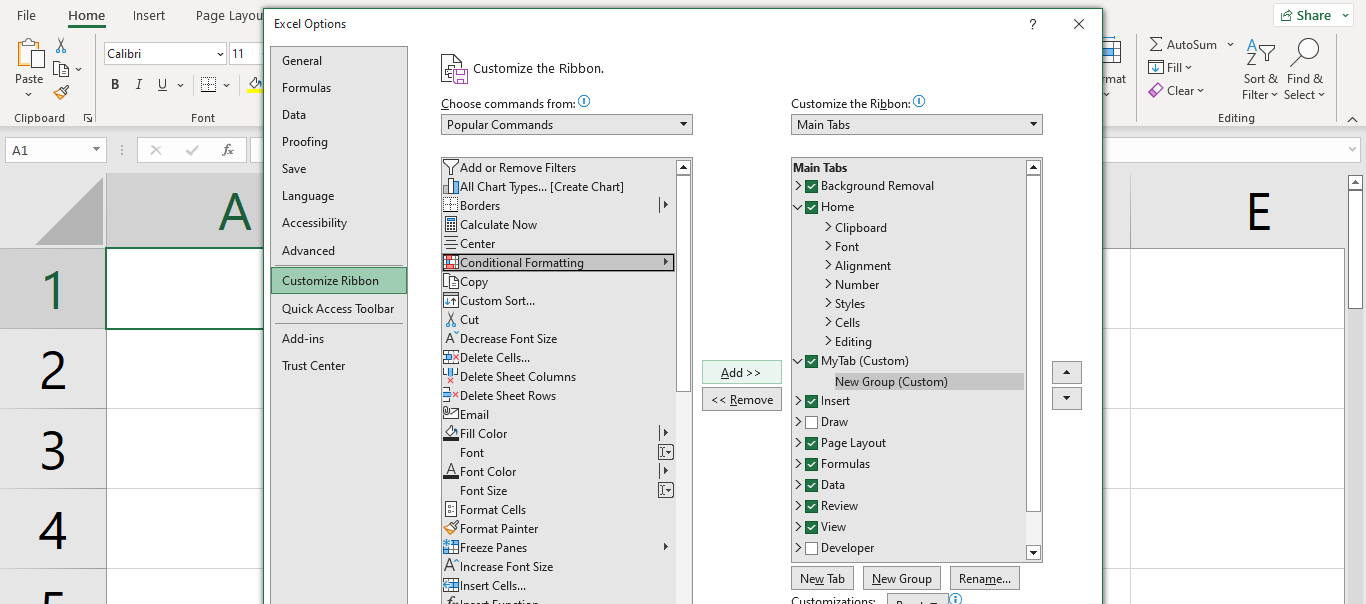 File
Home
Insert
Page Layou
Share
Paste
Calibri
11
B I U
Clipboard
Font
mat
AutoSum
Fill
Clear
Sort &
Filter
Find &
Select
Editing
A1
fx
A
E
1
2
3
4
5
Excel Options
?
General
Formulas
Data
Proofing
Save
Language
Accessibility
Advanced
Customize Ribbon
Quick Access Toolbar
Add-ins
Trust Center
Customize the Ribbon.
Choose commands from:
Popular Commands
Add or Remove Filters
All Chart Types... [Create Chart]
Borders
Calculate Now
Center
Conditional Formatting
Copy
Custom Sort...
Cut
Decrease Font Size
Delete Cells...
Delete Sheet Columns
Delete Sheet Rows
Email
Fill Color
Font
Font Color
Font Size
Format Cells
Format Painter
Freeze Panes
Increase Font Size
Insert Cells...
Insert Function
Add >>
<< Remove
Customize the Ribbon:
Main Tabs
Main Tabs
Background Removal
Home
Clipboard
Font
Alignment
Number
Styles
Cells
Editing
MyTab (Custom)
New Group (Custom)
Insert
Draw
Page Layout
Formulas
Data
Review
View
Developer
New Tab
New Group
Rename...
Customizations: